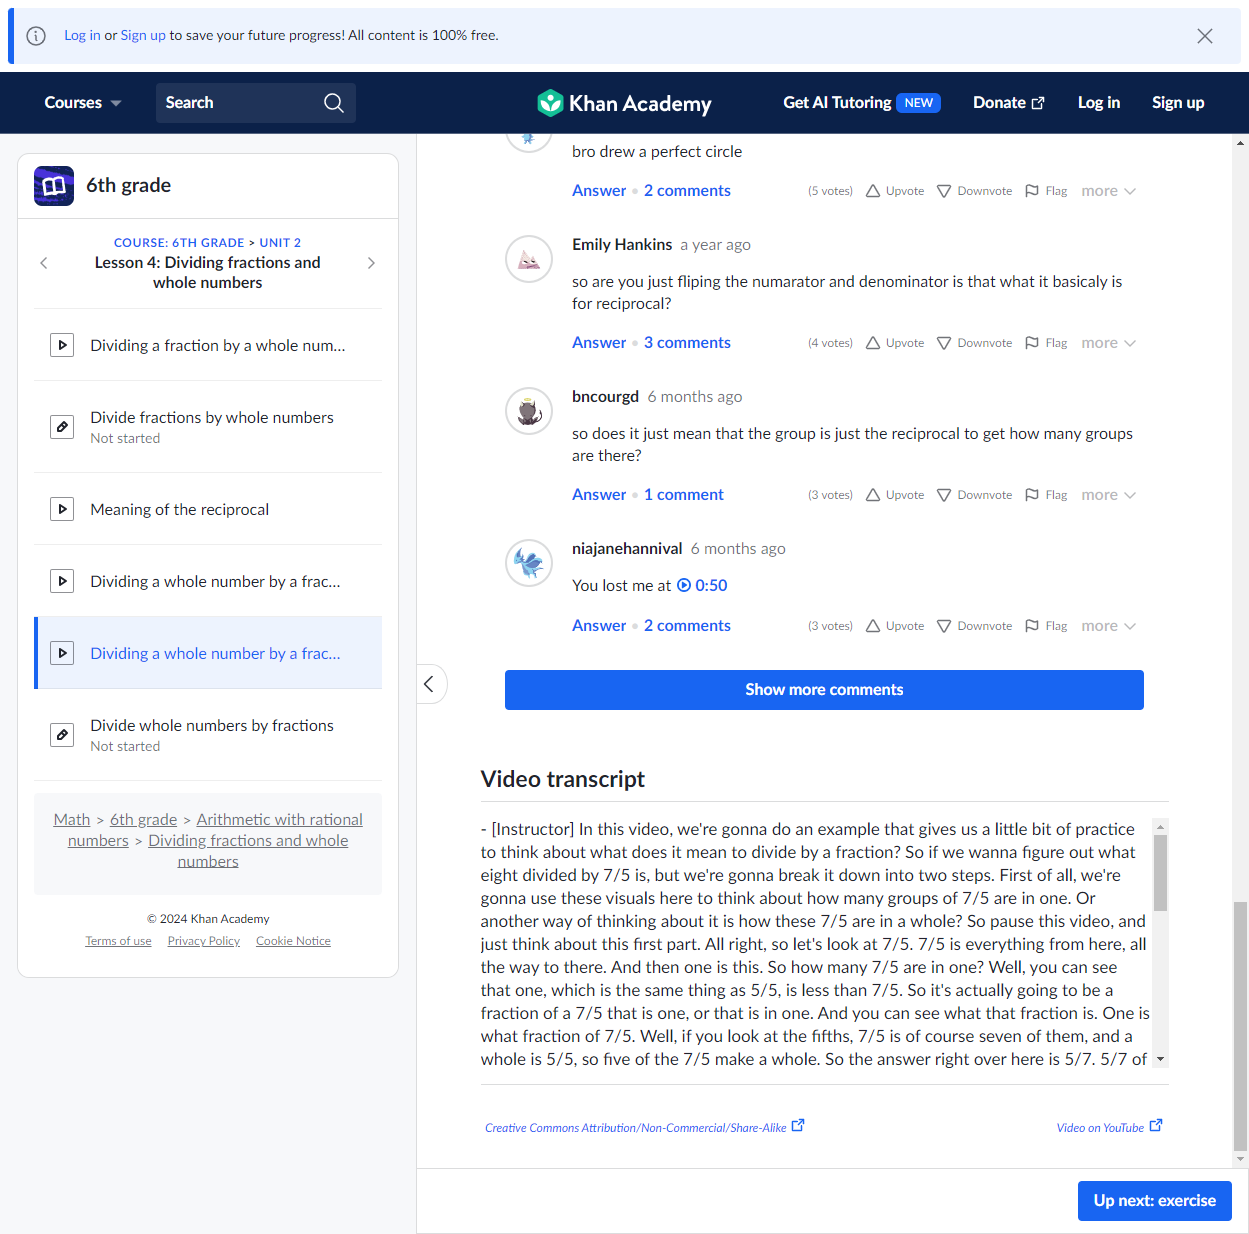 Log in or Sign up to save your future progress! All content is 100% free.
Courses
Search
Khan Academy
Get AI Tutoring NEW
Donate
Log in
Sign up
6th grade
COURSE: 6TH GRADE > UNIT 2
Lesson 4: Dividing fractions and
whole numbers
Dividing a fraction by a whole num...
Divide fractions by whole numbers
Not started
Meaning of the reciprocal
Dividing a whole number by a frac...
Dividing a whole number by a frac...
Divide whole numbers by fractions
Not started
Math > 6th grade > Arithmetic with rational
numbers > Dividing fractions and whole
numbers
© 2024 Khan Academy
Terms of use Privacy Policy Cookie Notice
bro drew a perfect circle
Answer • 2 comments (5 votes) Upvote Downvote Flag more
Emily Hankins a year ago
so are you just fliping the numarator and denominator is that what it basicaly is
for reciprocal?
Answer • 3 comments (4 votes) Upvote Downvote Flag more
bncourgd 6 months ago
so does it just mean that the group is just the reciprocal to get how many groups
are there?
Answer • 1 comment (3 votes) Upvote Downvote Flag more
niajanehannival 6 months ago
You lost me at 0:50
Answer • 2 comments (3 votes) Upvote Downvote Flag more
Show more comments
Video transcript
- [Instructor] In this video, we're gonna do an example that gives us a little bit of practice
to think about what does it mean to divide by a fraction? So if we wanna figure out what
eight divided by 7/5 is, but we're gonna break it down into two steps. First of all, we're
gonna use these visuals here to think about how many groups of 7/5 are in one. Or
another way of thinking about it is how these 7/5 are in a whole? So pause this video, and
just think about this first part. All right, so let's look at 7/5. 7/5 is everything from here, all
the way to there. And then one is this. So how many 7/5 are in one? Well, you can see
that one, which is the same thing as 5/5, is less than 7/5. So it's actually going to be a
fraction of a 7/5 that is one, or that is in one. And you can see what that fraction is. One is
what fraction of 7/5. Well, if you look at the fifths, 7/5 is of course seven of them, and a
whole is 5/5, so five of the 7/5 make a whole. So the answer right over here is 5/7. 5/7 of
Creative Commons Attribution/Non-Commercial/Share-Alike
Video on YouTube
Up next: exercise